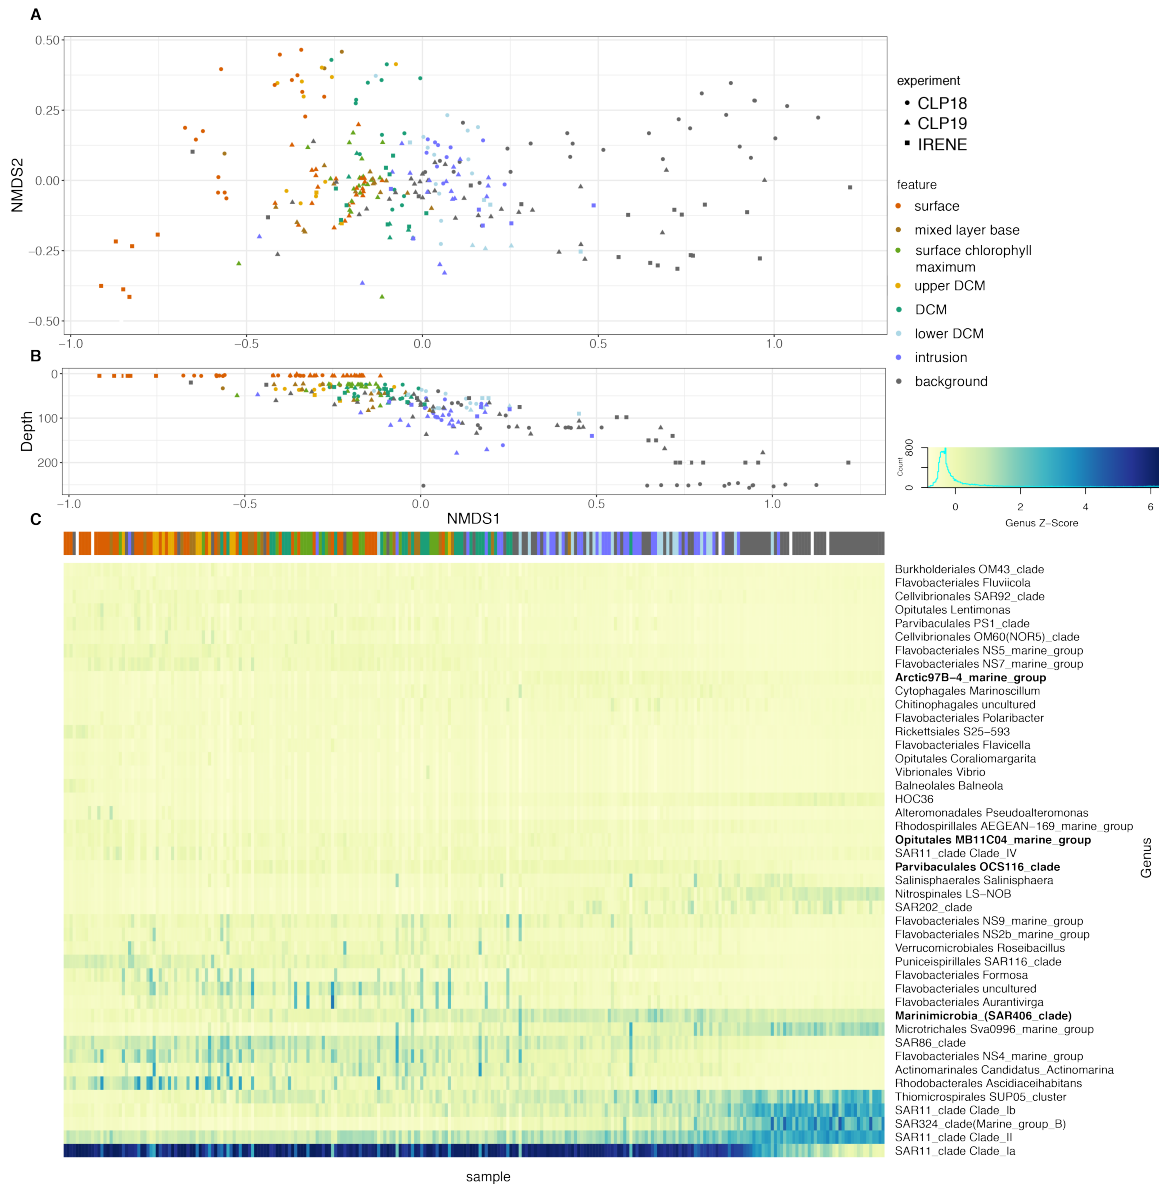 A
0.50
0.25
0.00
−0.25
−0.50
NMDS2
−1.0
−0.5
0.0
0.5
1.0
experiment
CLP18
CLP19
IRENE
feature
surface
mixed layer base
surface chlorophyll
maximum
upper DCM
DCM
lower DCM
intrusion
background
B
0
100
200
Depth
−1.0
−0.5
0.0
0.5
1.0
NMDS1
Count
0
800
0
2
4
6
Genus Z−Score
C
Burkholderiales OM43_clade
Flavobacteriales Fluviicola
Cellvibrionales SAR92_clade
Opitutales Lentimonas
Parvibaculales PS1_clade
Cellvibrionales OM60(NOR5)_clade
Flavobacteriales NS5_marine_group
Flavobacteriales NS7_marine_group
Arctic97B−4_marine_group
Cytophagales Marinoscillum
Chitinophagales uncultured
Flavobacteriales Polaribacter
Rickettsiales S25−593
Flavobacteriales Flavicella
Opitutales Coraliomargarita
Vibrionales Vibrio
Balneolales Balneola
HOC36
Alteromonadales Pseudoalteromonas
Rhodospirillales AEGEAN−169_marine_group
Opitutales MB11C04_marine_group
SAR11_clade Clade_IV
Parvibaculales OCS116_clade
Salinisphaerales Salinisphaera
Nitrospinales LS−NOB
SAR202_clade
Flavobacteriales NS9_marine_group
Flavobacteriales NS2b_marine_group
Verrucomicrobiales Roseibacillus
Puniceispirillales SAR116_clade
Flavobacteriales Formosa
Flavobacteriales uncultured
Flavobacteriales Aurantivirga
Marinimicrobia_(SAR406_clade)
Microtrichales Sva0996_marine_group
SAR86_clade
Flavobacteriales NS4_marine_group
Actinomarinales Candidatus_Actinomarina
Rhodobacterales Ascidiaceihabitans
Thiomicrospirales SUP05_cluster
SAR11_clade Clade_Ib
SAR324_clade(Marine_group_B)
SAR11_clade Clade_II
SAR11_clade Clade_Ia
Genus
sample